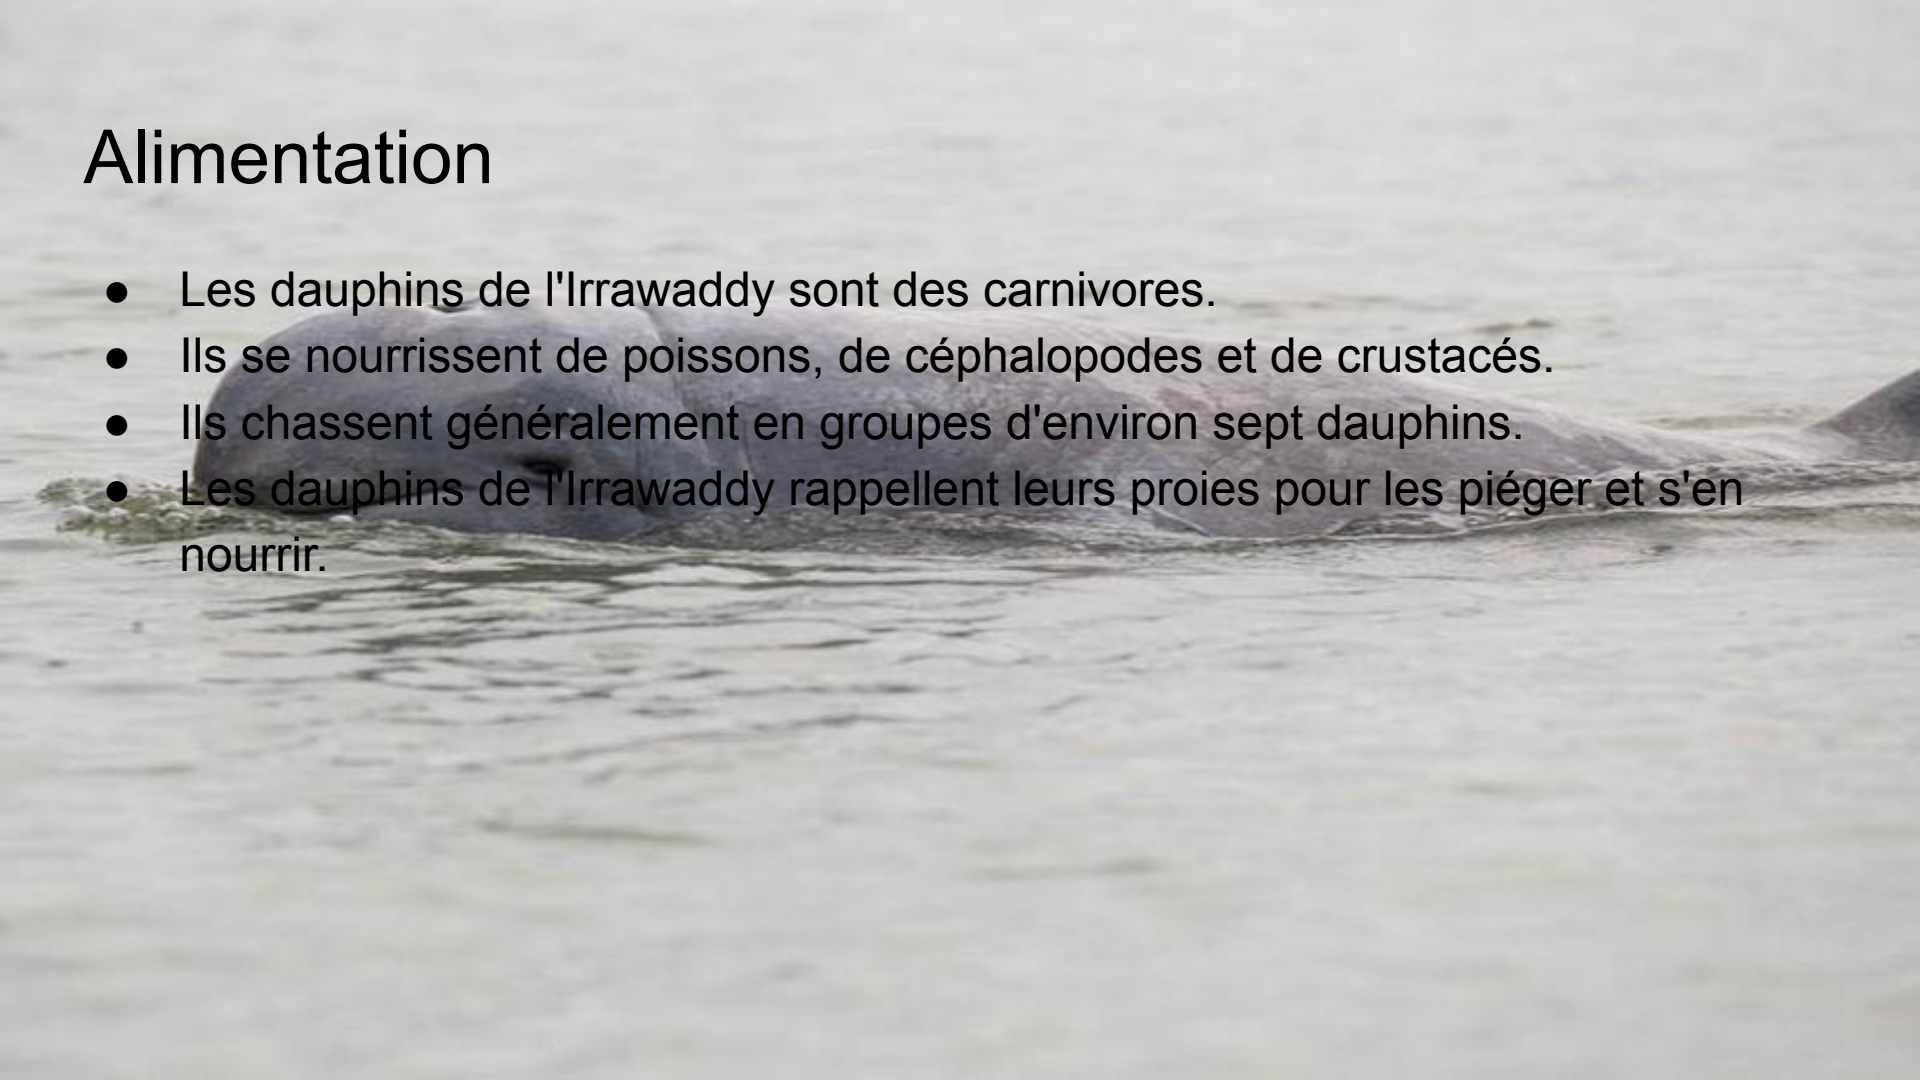 Alimentation
● Les dauphins de l'Irrawaddy sont des carnivores.
● Ils se nourrissent de poissons, de céphalopodes et de crustacés.
● Ils chassent généralement en groupes d'environ sept dauphins.
● Les dauphins de l'Irrawaddy rappellent leurs proies pour les piéger et s'en
nourrir.